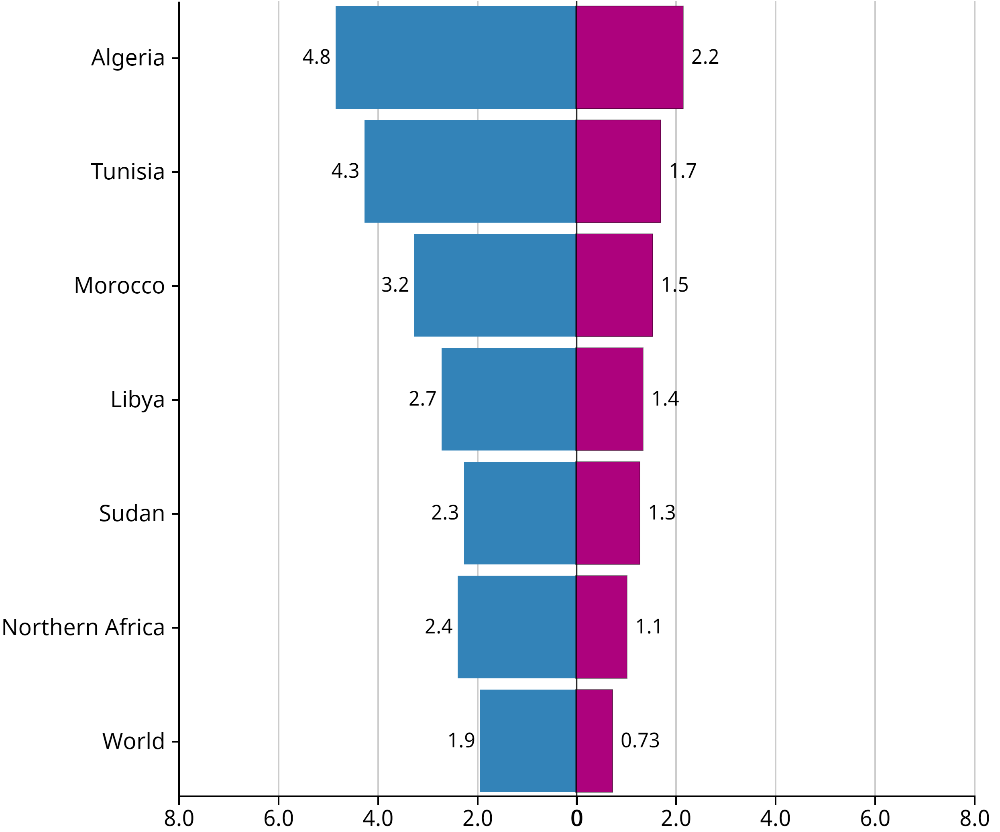 Algeria 4.8 2.2
Tunisia 4.3 1.7
Morocco 3.2 1.5
Libya 2.7 1.4
Sudan 2.3 1.3
Northern Africa 2.4 1.1
World 1.9 0.73
8.0 6.0 4.0 2.0 0 2.0 4.0 6.0 8.0